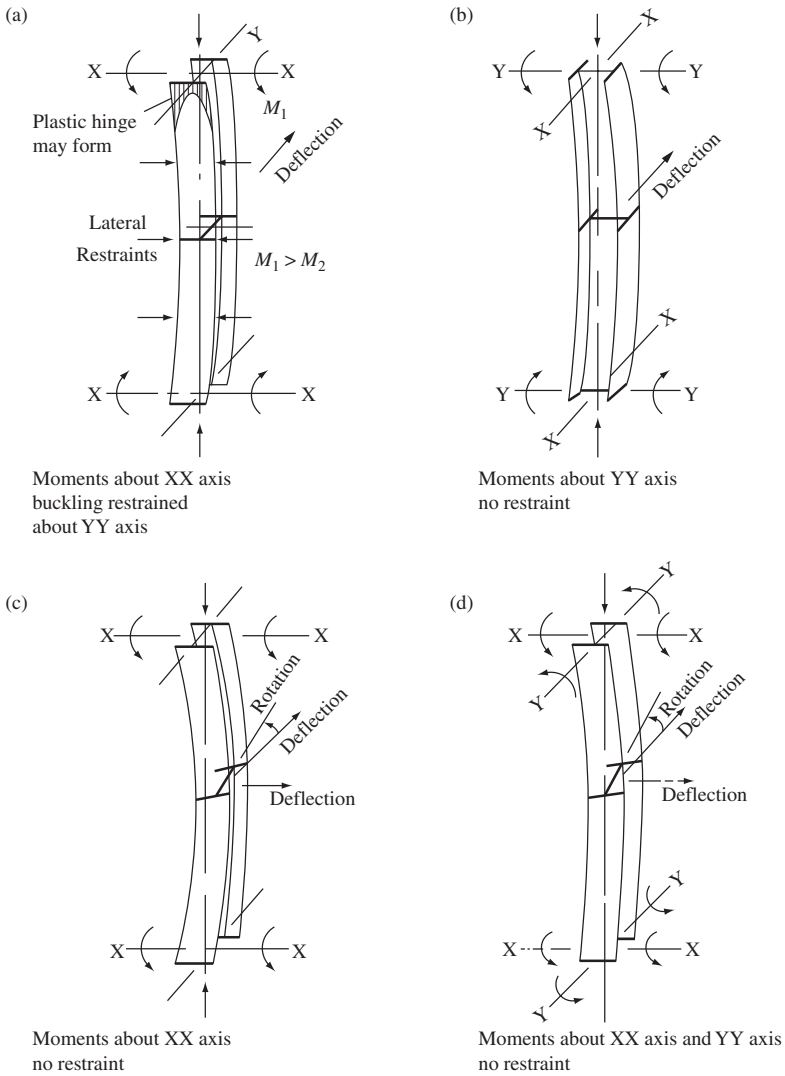 (a)
Y
X X
Plastic hinge
may form
M₁
Deflection
Lateral
Restraints
M₁ > M₂
X X
Moments about XX axis
buckling restrained
about YY axis
(b)
X
Y Y
X
Deflection
X
Y Y
X
Moments about YY axis
no restraint
(c)
X X
Rotation
Deflection
Deflection
X X
Moments about XX axis
no restraint
(d)
Y
X X
Y
Rotation
Deflection
Deflection
Y
X X
Y
Moments about XX axis and YY axis
no restraint